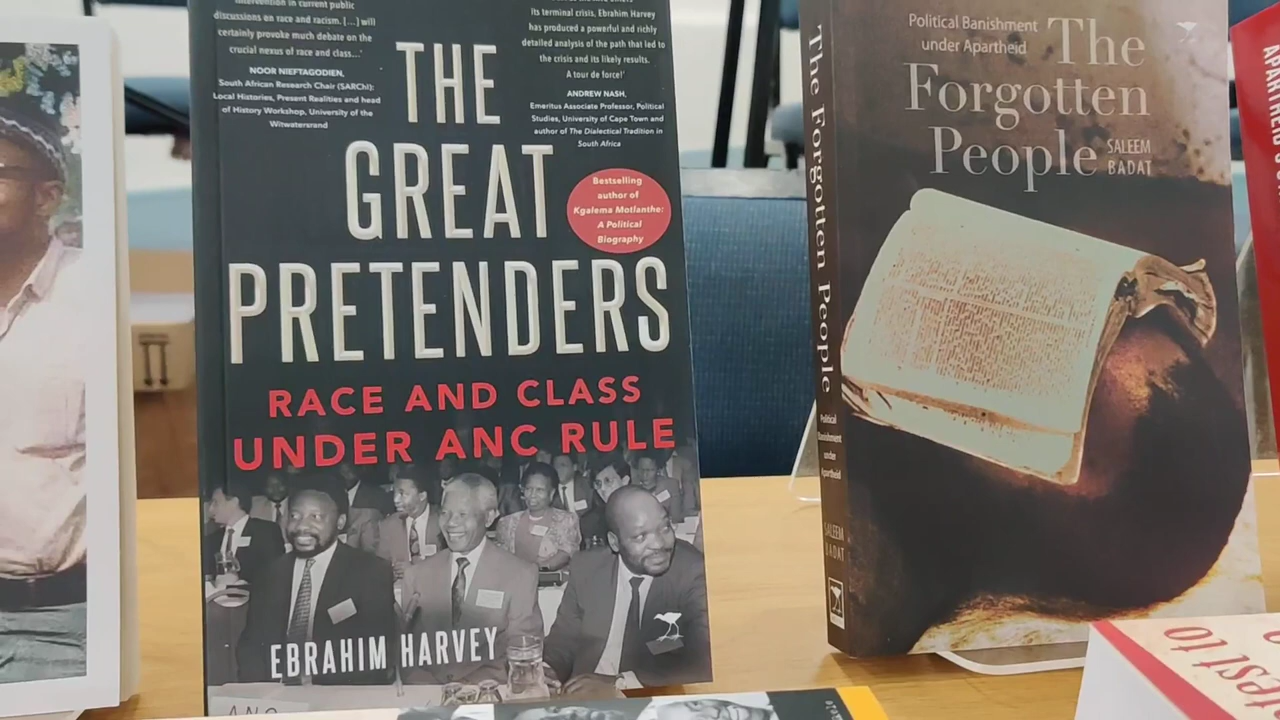 intervention in current public
discussions on race and racism. [...] will
certainly provoke much debate on the
crucial nexus of race and class...'
NOOR NIEFTAGODIEN,
South African Research Chair (SARChI):
Local Histories, Present Realities and head
of History Workshop, University of the
Witwatersrand
its terminal crisis, Ebrahim Harvey
has produced a powerful and richly
detailed analysis of the path that led to
the crisis and its likely results.
A tour de force!'
ANDREW NASH,
Emeritus Associate Professor, Political
Studies, University of Cape Town and
author of The Dialectical Tradition in
South Africa
THE
GREAT
PRETENDERS
Bestselling
author of
Kgalema Motlanthe:
A Political
Biography
RACE AND CLASS
UNDER ANC RULE
EBRAHIM HARVEY
ANC
The Forgotten People
Political Banishment
under
Apartheid
SALEEM
BADAT
Political Banishment
under Apartheid
The
Forgotten
People
SALEEM
BADAT